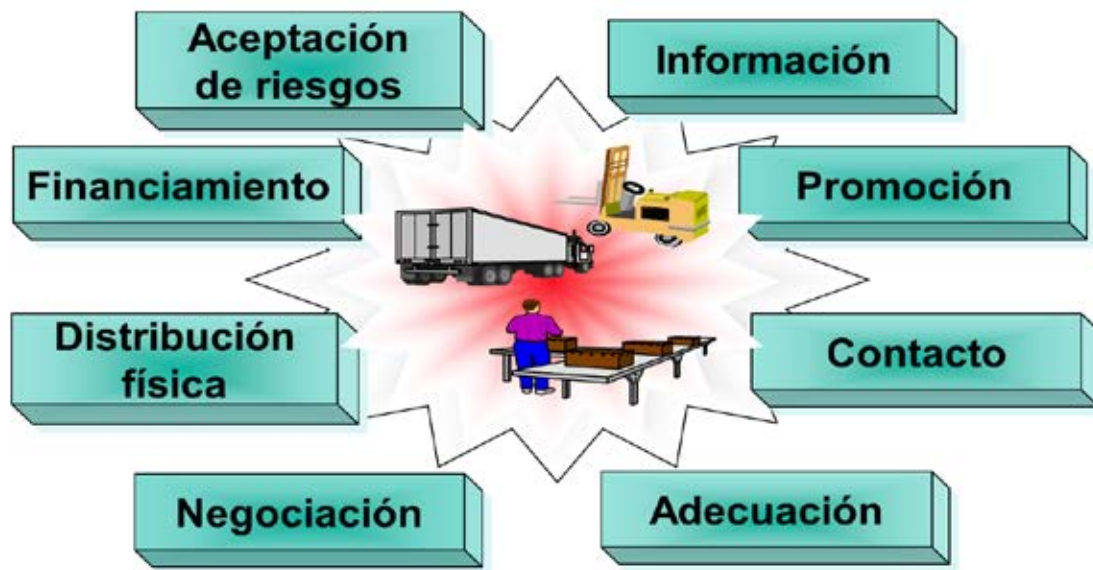 Aceptación
de riesgos
Información
Financiamiento
Promoción
Distribución
física
Contacto
Negociación
Adecuación